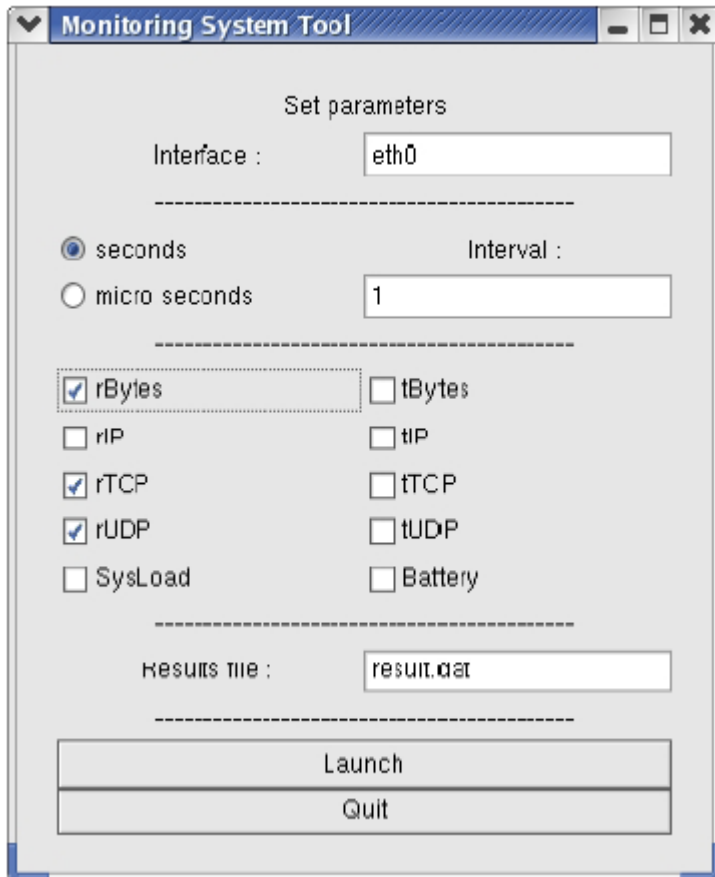 Monitoring System Tool
Set parameters
Interface : eth0
------------------------------------------
seconds Interval :
micro seconds 1
------------------------------------------
rBytes tBytes
rIP tIP
rTCP tTCP
rUDP tUDP
SysLoad Battery
------------------------------------------
Results file : result.dat
------------------------------------------
Launch
Quit